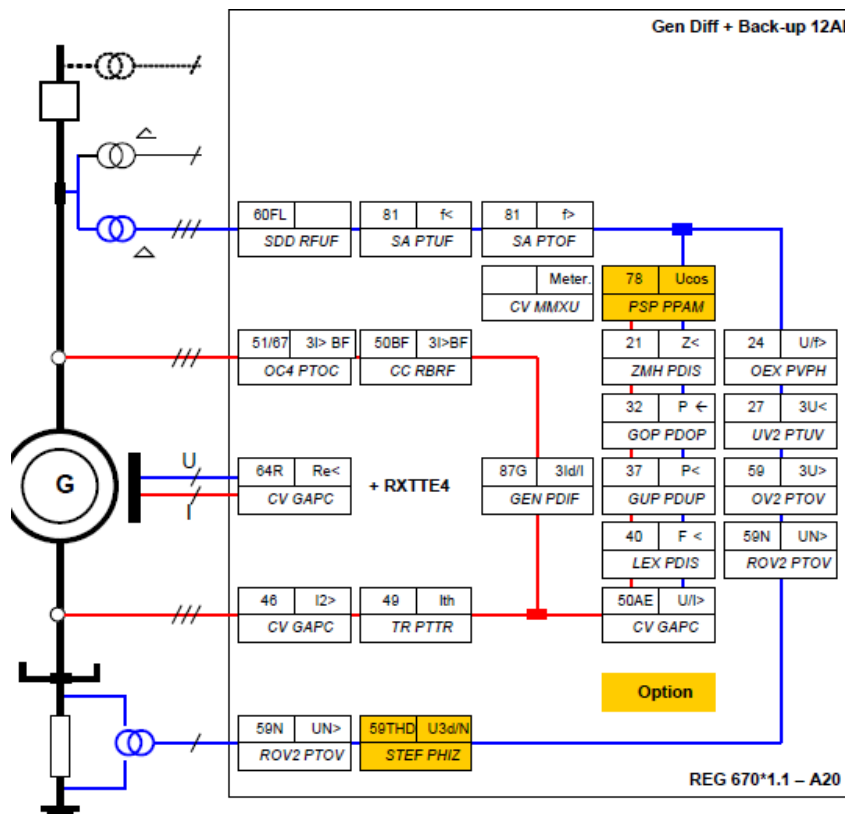 Gen Diff + Back-up 12AI
60FL
SDD RFUF
81 f<
SA PTUF
81 f>
SA PTOF
Meter.
CV MMXU
78 Ucos
PSP PPAM
51/67 3I> BF
OC4 PTOC
50BF 3I>BF
CC RBRF
21 Z<
ZMH PDIS
24 U/f>
OEX PVPH
32 P ←
GOP PDOP
27 3U<
UV2 PTUV
G
U
I
64R Re<
CV GAPC
+ RXTTE4
87G 3Id/I
GEN PDIF
37 P<
GUP PDUP
59 3U>
OV2 PTOV
40 F <
LEX PDIS
59N UN>
ROV2 PTOV
46 I2>
CV GAPC
49 Ith
TR PTTR
50AE U/I>
CV GAPC
Option
59N UN>
ROV2 PTOV
59THD U3d/N
STEF PHIZ
REG 670*1.1 – A20